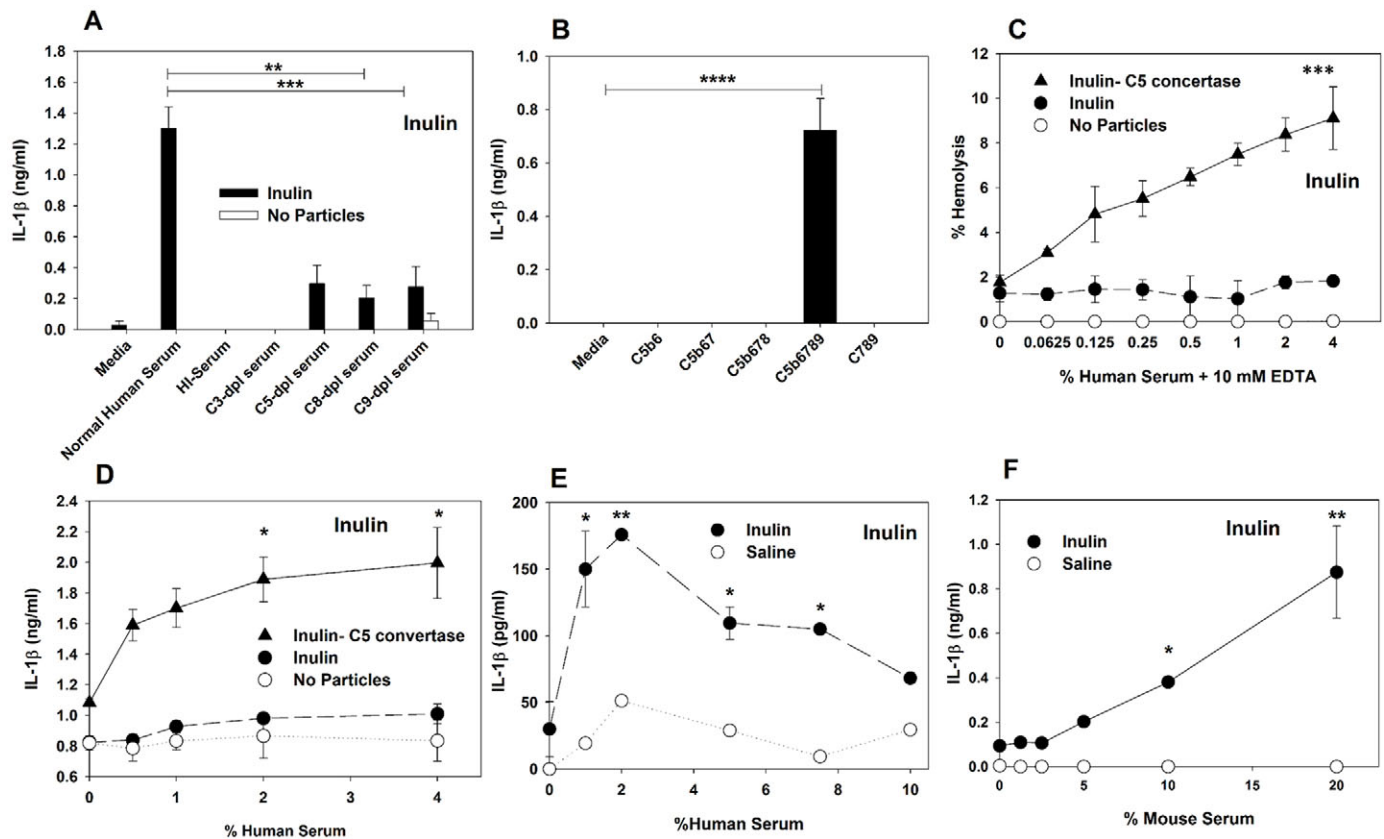 A
IL-1β (ng/ml)
1.8
1.6
1.4
1.2
1.0
0.8
0.6
0.4
0.2
0.0
**
***
Inulin
Inulin
No Particles
Media
Normal Human Serum
HI-Serum
C3-dpl serum
C5-dpl serum
C8-dpl serum
C9-dpl serum
B
IL-1β (ng/ml)
1.0
0.8
0.6
0.4
0.2
0.0
****
Media
C5b6
C5b67
C5b678
C5b6789
C789
C
% Hemolysis
12
10
8
6
4
2
0
Inulin- C5 concertase
Inulin
No Particles
***
Inulin
0 0.0625 0.125 0.25 0.5 1 2 4
% Human Serum + 10 mM EDTA
D
IL-1β (ng/ml)
2.4
2.2
2.0
1.8
1.6
1.4
1.2
1.0
0.8
0.6
Inulin
* *
Inulin- C5 convertase
Inulin
No Particles
0 1 2 3 4
% Human Serum
E
IL-1β (pg/ml)
200
150
100
50
0
* ** * *
Inulin
Saline
Inulin
0 2 4 6 8 10
%Human Serum
F
IL-1β (ng/ml)
1.2
1.0
0.8
0.6
0.4
0.2
0.0
Inulin
Saline
Inulin
* **
0 5 10 15 20
% Mouse Serum